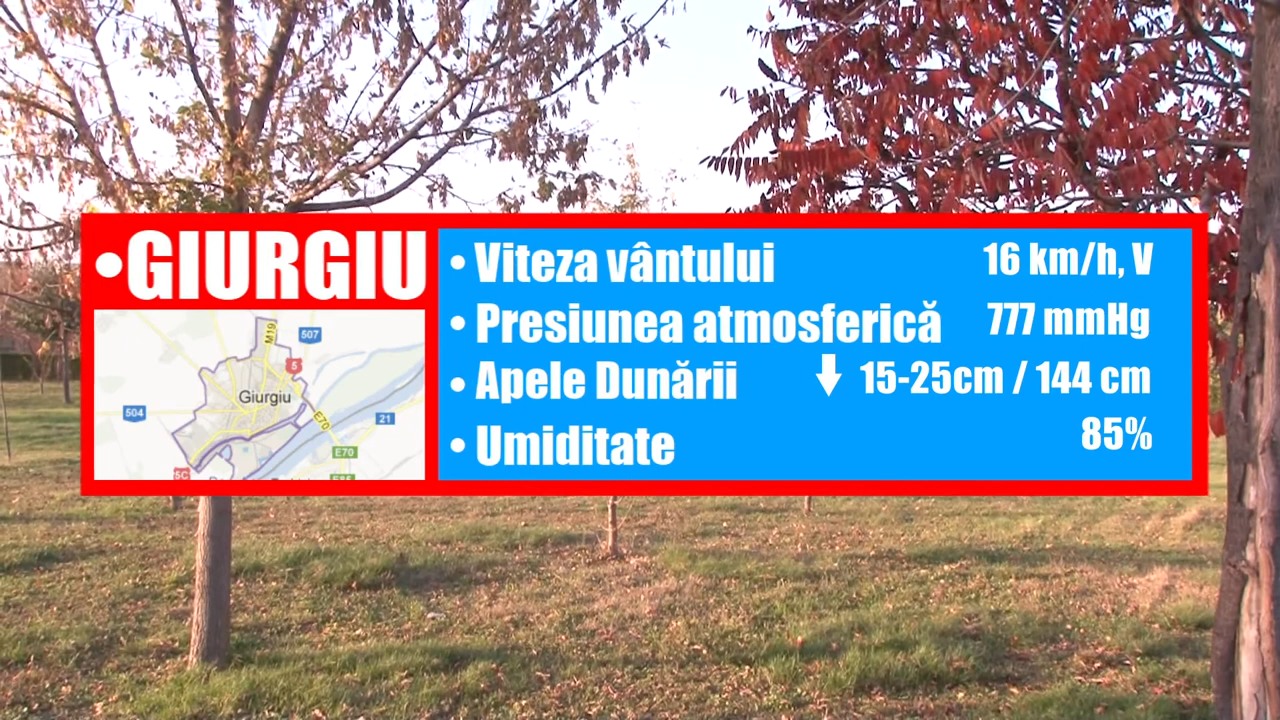 •GIURGIU
• Viteza vântului 16 km/h, V
• Presiunea atmosferică 777 mmHg
• Apele Dunării 15-25cm / 144 cm
• Umiditate 85%
M19
507
5
Giurgiu
504
E70
21
E70
5C